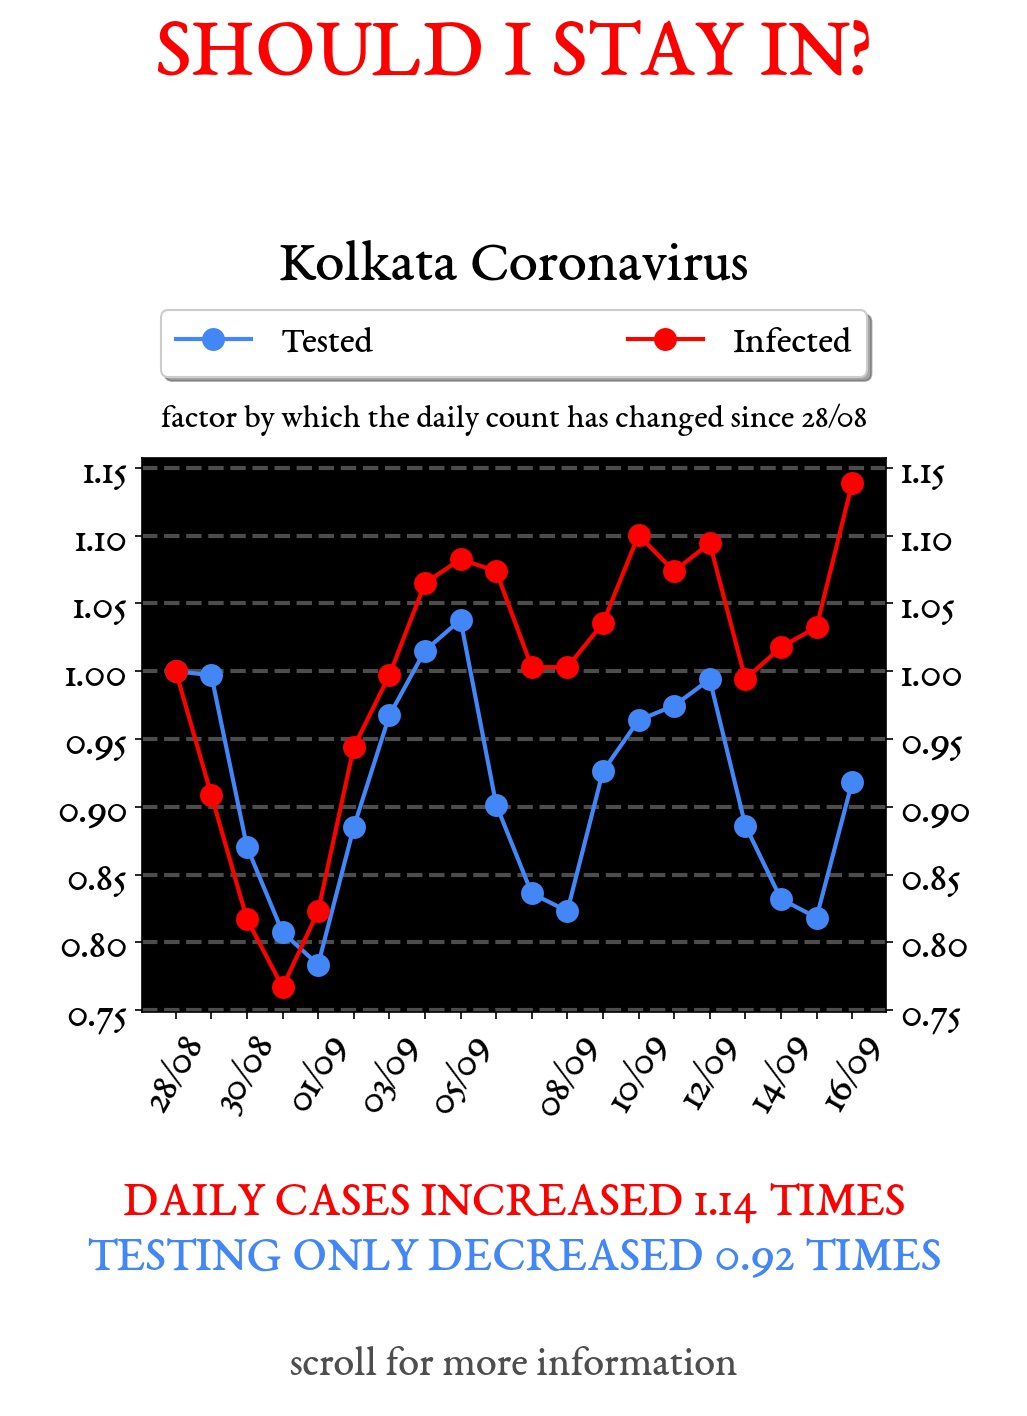 SHOULD I STAY IN?
Kolkata Coronavirus
Tested Infected
factor by which the daily count has changed since 28/08
1.15 1.15
1.10 1.10
1.05 1.05
1.00 1.00
0.95 0.95
0.90 0.90
0.85 0.85
0.80 0.80
0.75 0.75
28/08 30/08 01/09 03/09 05/09 08/09 10/09 12/09 14/09 16/09
DAILY CASES INCREASED 1.14 TIMES
TESTING ONLY DECREASED 0.92 TIMES
scroll for more information